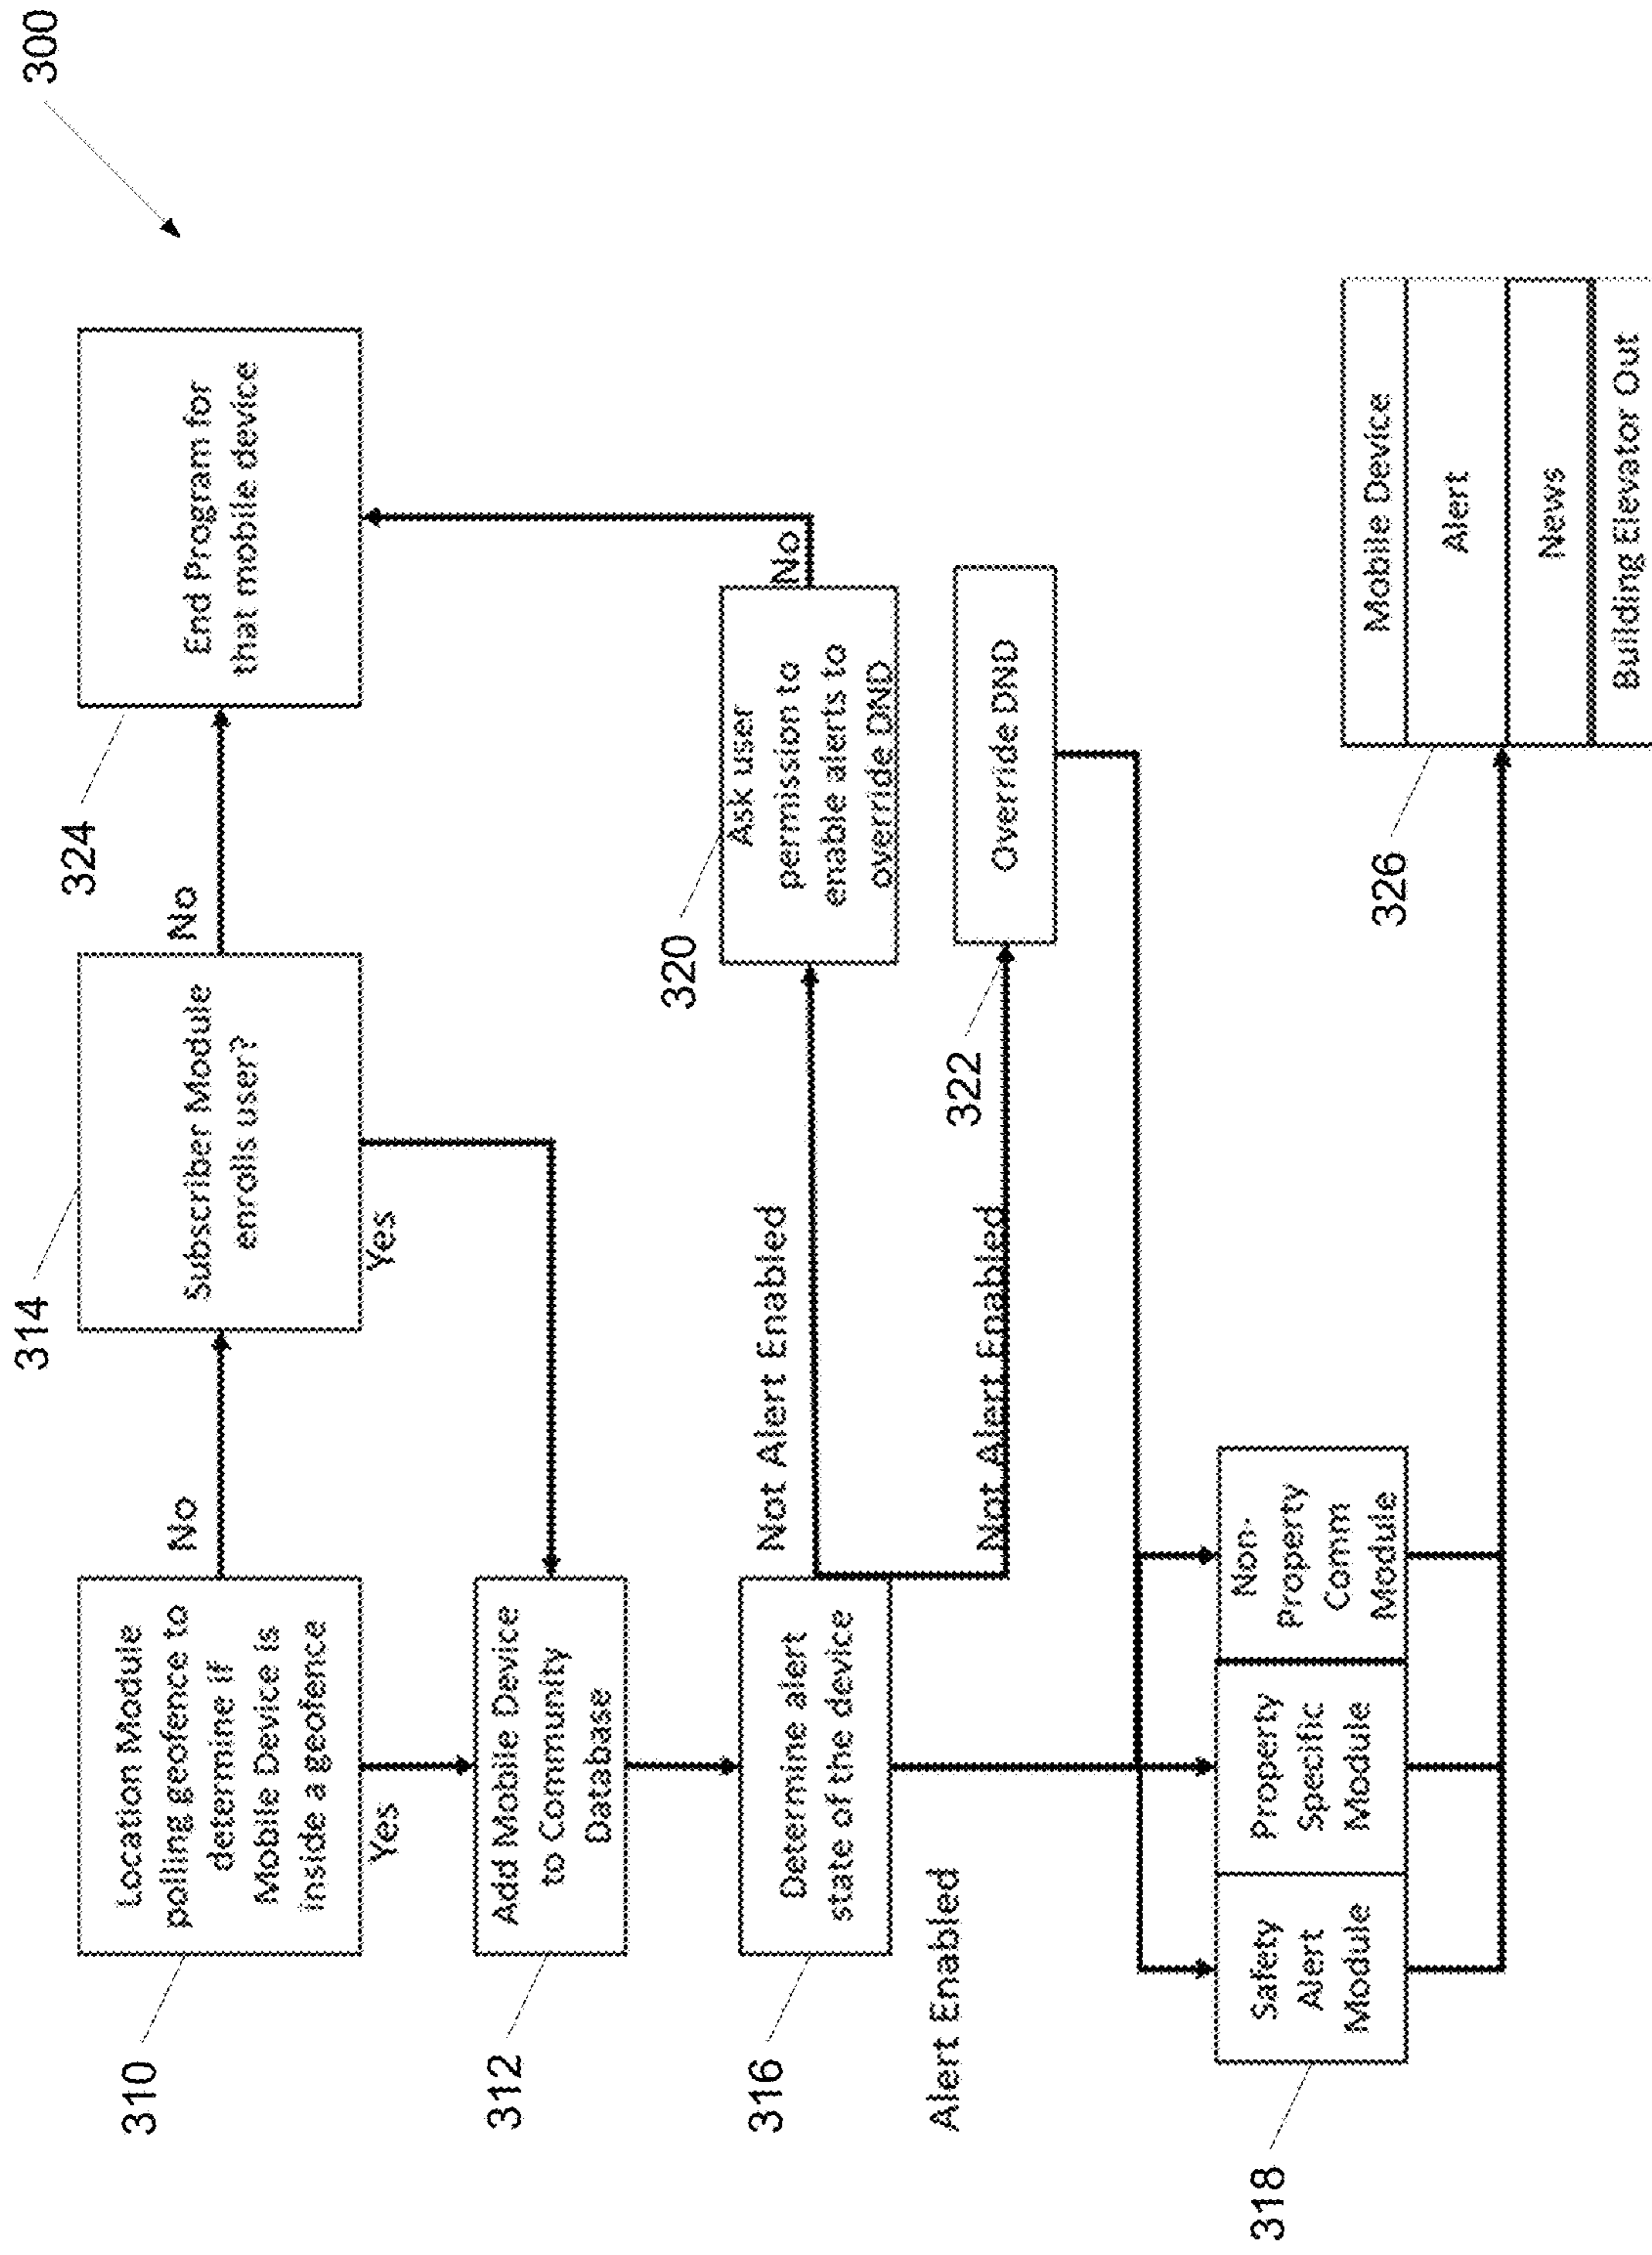 300
310
Location Module
polling geofence to
determine if
Mobile Device is
inside a geofence
No
Yes
314
Subscriber Module
enrolls user?
No
Yes
324
End Program for
that mobile device
312
Add Mobile Device
to Community
Database
316
Determine alert
state of the device
Not Alert Enabled
Not Alert Enabled
Alert Enabled
320
Ask user
permission to
enable alerts to
override DND
No
322
Override DND
318
Safety
Alert
Module
Property
Specific
Module
Non-
Property
Comm
Module
326
Mobile Device
Alert
News
Building Elevator Out